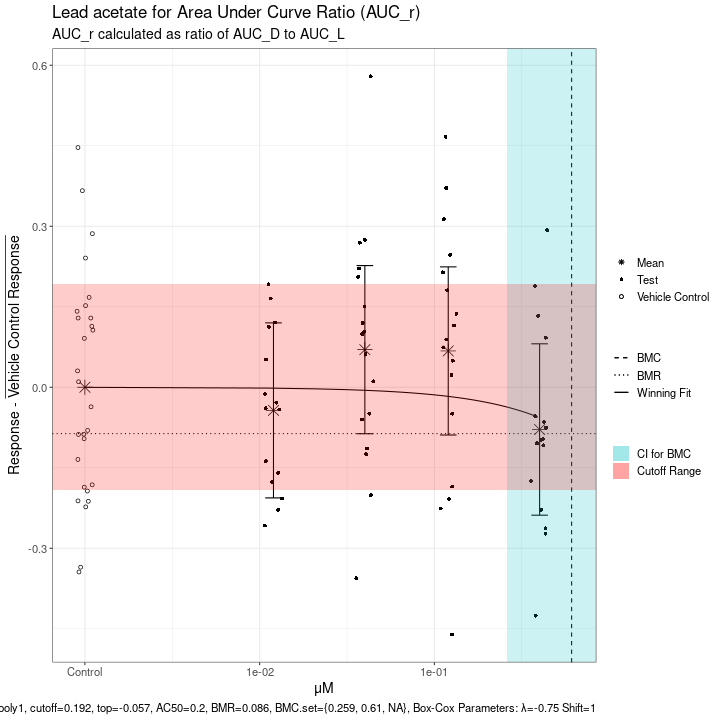 Lead acetate for Area Under Curve Ratio (AUC_r)
AUC_r calculated as ratio of AUC_D to AUC_L
Response - Vehicle Control Response
0.6
0.3
0.0
-0.3
Control
1e-02
1e-01
μM
Mean
Test
Vehicle Control
BMC
BMR
Winning Fit
CI for BMC
Cutoff Range
poly1, cutoff=0.192, top=-0.057, AC50=0.2, BMR=0.086, BMC.set={0.259, 0.61, NA}, Box-Cox Parameters: λ=-0.75 Shift=1